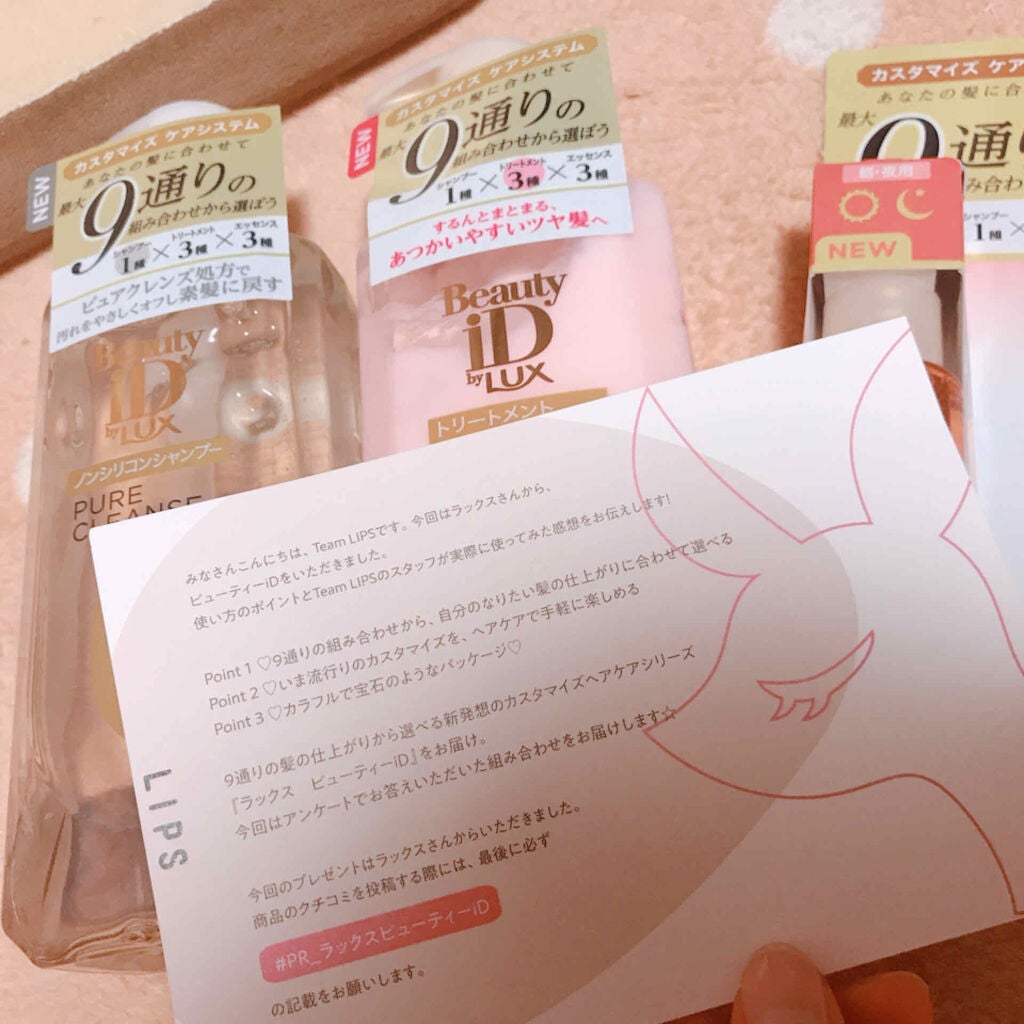 カスタマイズ ケアシステム
あなたの髪に合わせて
NEW
最大
9通りの
組み合わせから選ぼう
シャンプー トリートメント エッセンス
1種×3種×3種
ピュアクレンズ処方で
汚れをやさしくオフし素髪に戻す
Beauty
iD
by LUX
ノンシリコンシャンプー
PURE
CLEANSE
カスタマイズ ケアシステム
あなたの髪に合わせて
NEW
最大
9通りの
組み合わせから選ぼう
シャンプー トリートメント エッセンス
1種×3種×3種
するんとまとまる、
あつかいやすいツヤ髪へ
Beauty
iD
by LUX
トリートメント
カスタマイズ ケア
あなたの髪に合
最大
9通
組み合わ
シャンプー
1種×
朝・夜用
NEW
みなさんこんにちは、Team LIPSです。今回はラックスさんから、
ビューティーiDをいただきました。
使い方のポイントとTeam LIPSのスタッフが実際に使ってみた感想をお伝えします!
Point 1 ♡9通りの組み合わせから、自分のなりたい髪の仕上がりに合わせて選べる
Point 2 ♡いま流行りのカスタマイズを、ヘアケアで手軽に楽しめる
Point 3 ♡カラフルで宝石のようなパッケージ♡
9通りの髪の仕上がりから選べる新発想のカスタマイズヘアケアシリーズ
『ラックス ビューティーiD』をお届け。
今回はアンケートでお答えいただいた組み合わせをお届けします☆
今回のプレゼントはラックスさんからいただきました。
商品のクチコミを投稿する際には、最後に必ず
#PR_ラックスビューティーiD
の記載をお願いします。
LIPS